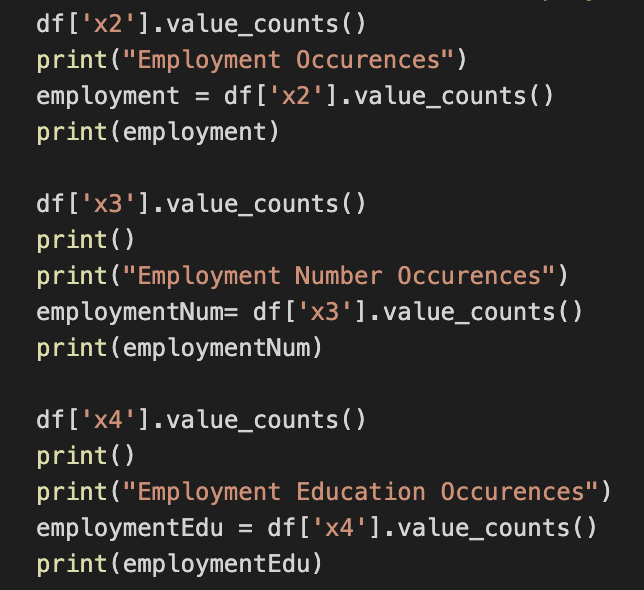 df['x2'].value_counts()
print("Employment Occurences")
employment = df['x2'].value_counts()
print(employment)
df['x3'].value_counts()
print()
print("Employment Number Occurences")
employmentNum= df['x3'].value_counts()
print(employmentNum)
df['x4'].value_counts()
print()
print("Employment Education Occurences")
employmentEdu = df['x4'].value_counts()
print(employmentEdu)